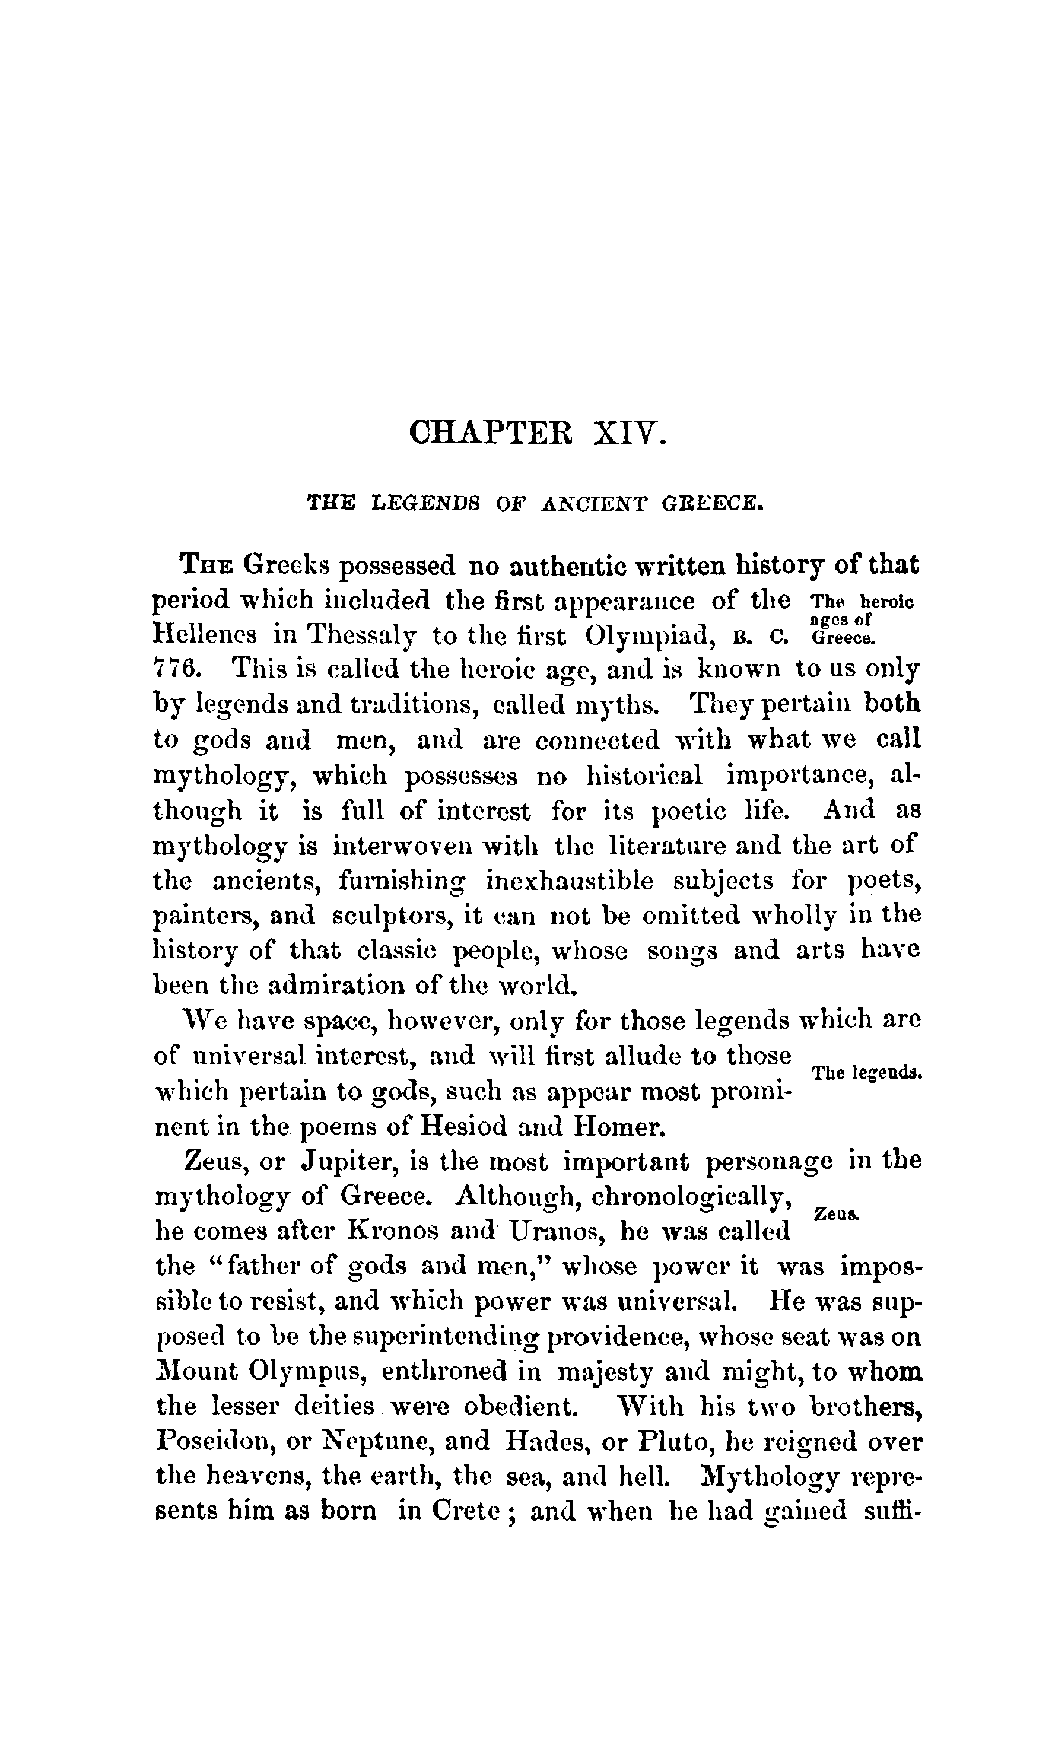 CHAPTER XIV.
THE LEGENDS OF ANCIENT GREECE.
THE Greeks possessed no authentic written history of that
period which included the first appearance of the
The heroic
ages of
Greece.
Hellenes in Thessaly to the first Olympiad, B. C.
776. This is called the heroic age, and is known to us only
by legends and traditions, called myths. They pertain both
to gods and men, and are connected with what we call
mythology, which possesses no historical importance, al-
though it is full of interest for its poetic life. And as
mythology is interwoven with the literature and the art of
the ancients, furnishing inexhaustible subjects for poets,
painters, and sculptors, it can not be omitted wholly in the
history of that classic people, whose songs and arts have
been the admiration of the world.
We have space, however, only for those legends which are
of universal interest, and will first allude to those
The legends.
which pertain to gods, such as appear most promi-
nent in the poems of Hesiod and Homer.
Zeus, or Jupiter, is the most important personage in the
mythology of Greece. Although, chronologically,
Zeus.
he comes after Kronos and Uranos, he was called
the "father of gods and men," whose power it was impos-
sible to resist, and which power was universal. He was sup-
posed to be the superintending providence, whose seat was on
Mount Olympus, enthroned in majesty and might, to whom
the lesser deities were obedient. With his two brothers,
Poseidon, or Neptune, and Hades, or Pluto, he reigned over
the heavens, the earth, the sea, and hell. Mythology repre-
sents him as born in Crete; and when he had gained suffi-